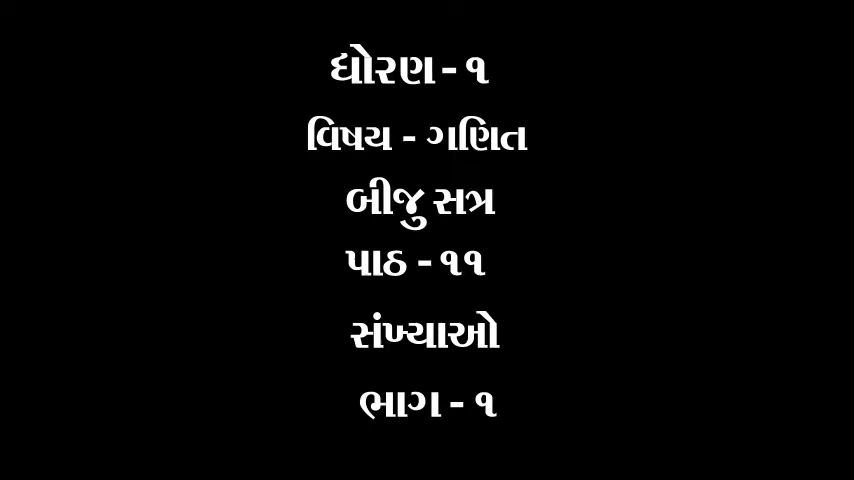 ધોરણ - ૧
વિષય - ગણિત
બીજુ સત્ર
પાઠ - ૧૧
સંખ્યાઓ
ભાગ - ૧